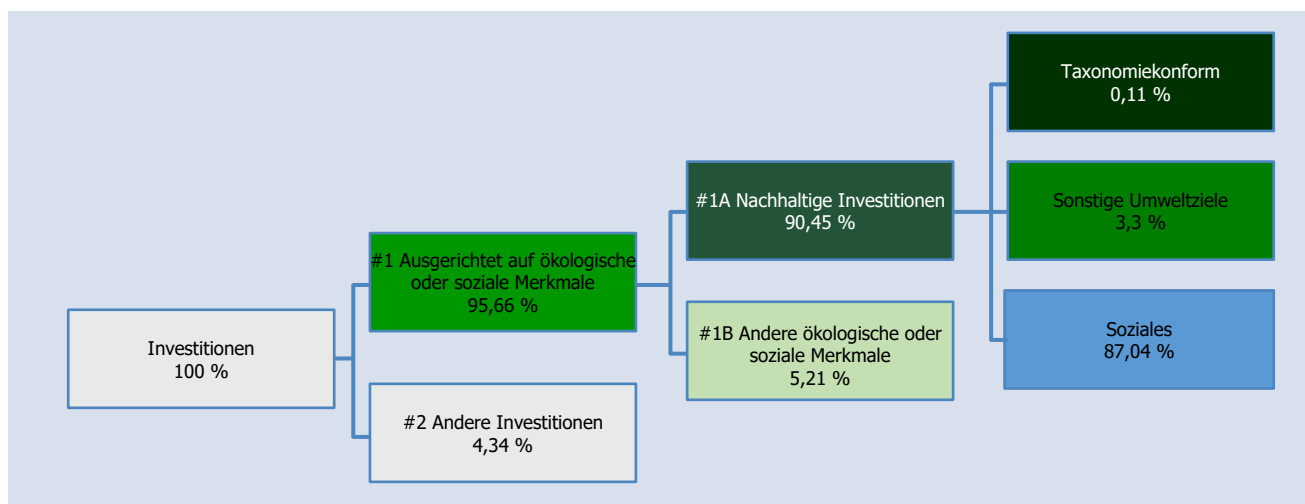 Investitionen
100 %
#1 Ausgerichtet auf ökologische
oder soziale Merkmale
95,66 %
#2 Andere Investitionen
4,34 %
#1A Nachhaltige Investitionen
90,45 %
#1B Andere ökologische oder
soziale Merkmale
5,21 %
Taxonomiekonform
0,11 %
Sonstige Umweltziele
3,3 %
Soziales
87,04 %